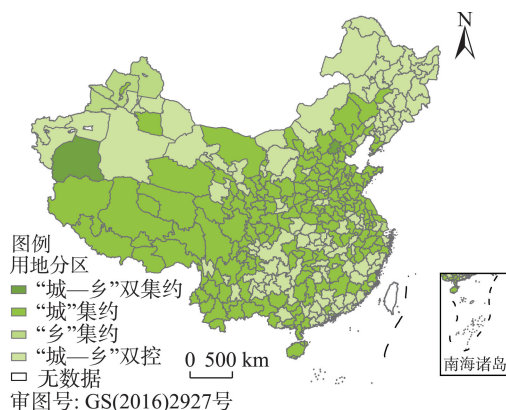 N
图例
用地分区
“城—乡”双集约
“城”集约
“乡”集约
“城—乡”双控
无数据
0 500 km
审图号: GS(2016)2927号
南海诸岛